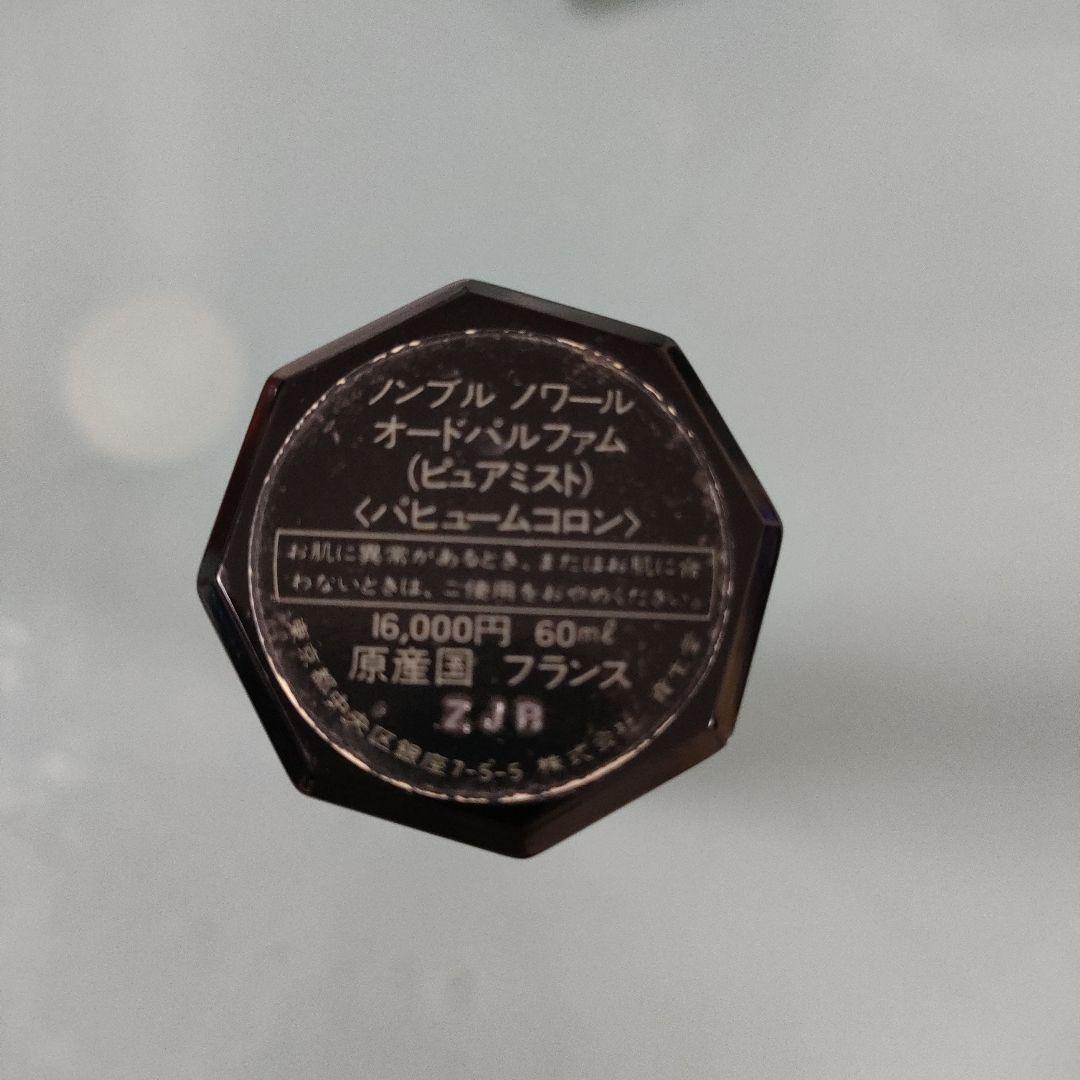 ノンブル ノワール
オードパルファム
(ピュアミスト)
〈パヒュームコロン〉
お肌に異常があるとき、またはお肌に合
わないときは、ご使用をおやめください。
16,000円 60ml
原産国 フランス
ZJR
東京都中央区銀座7-5-5 株式会社 資生堂